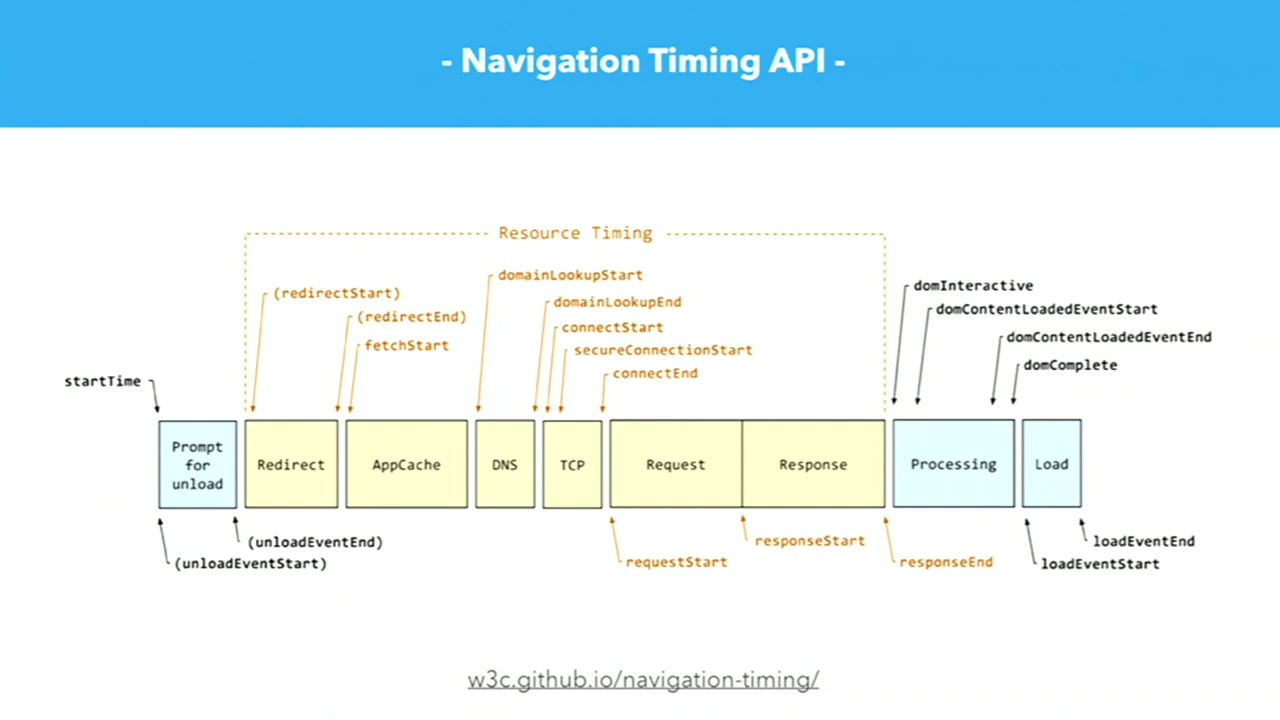 - Navigation Timing API -
Resource Timing
domainLookupStart
(redirectStart)
domainLookupEnd
(redirectEnd)
connectStart
fetchStart
secureConnectionStart
connectEnd
domInteractive
domContentLoadedEventStart
domContentLoadedEventEnd
domComplete
startTime
Prompt
for
unload
Redirect
AppCache
DNS
TCP
Request
Response
Processing
Load
(unloadEventEnd)
(unloadEventStart)
responseStart
requestStart
responseEnd
loadEventEnd
loadEventStart
w3c.github.io/navigation-timing/